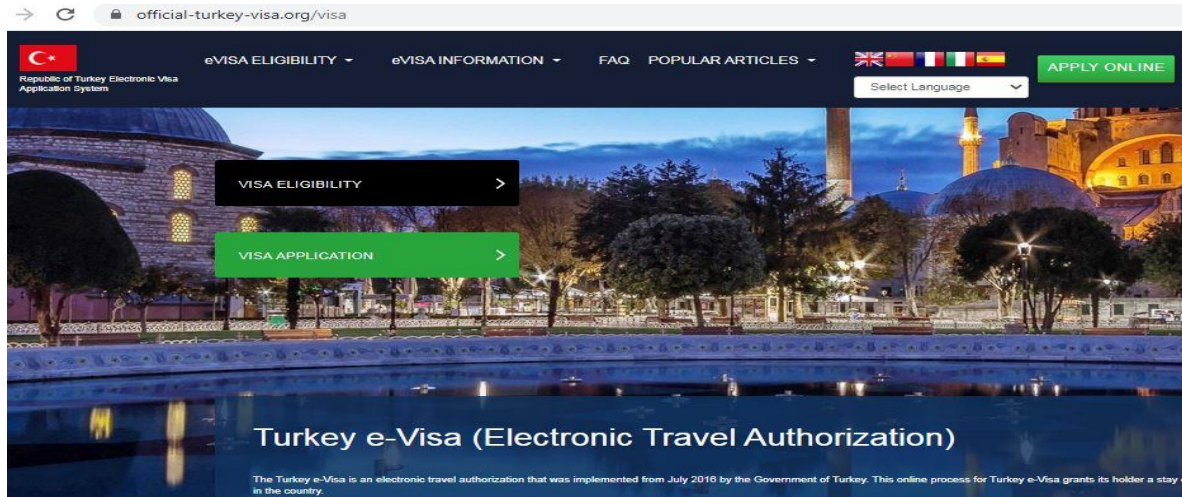 official-turkey-visa.org/visa
eVISA ELIGIBILITY
eVISA INFORMATION
FAQ
POPULAR ARTICLES
APPLY ONLINE
Republic of Turkey Electronic Visa
Application System
Select Language
VISA ELIGIBILITY
VISA APPLICATION
Turkey e-Visa (Electronic Travel Authorization)
The Turkey e-Visa is an electronic travel authorization that was implemented from July 2016 by the Government of Turkey. This online process for Turkey e-Visa grants its holder a stay
in the country.